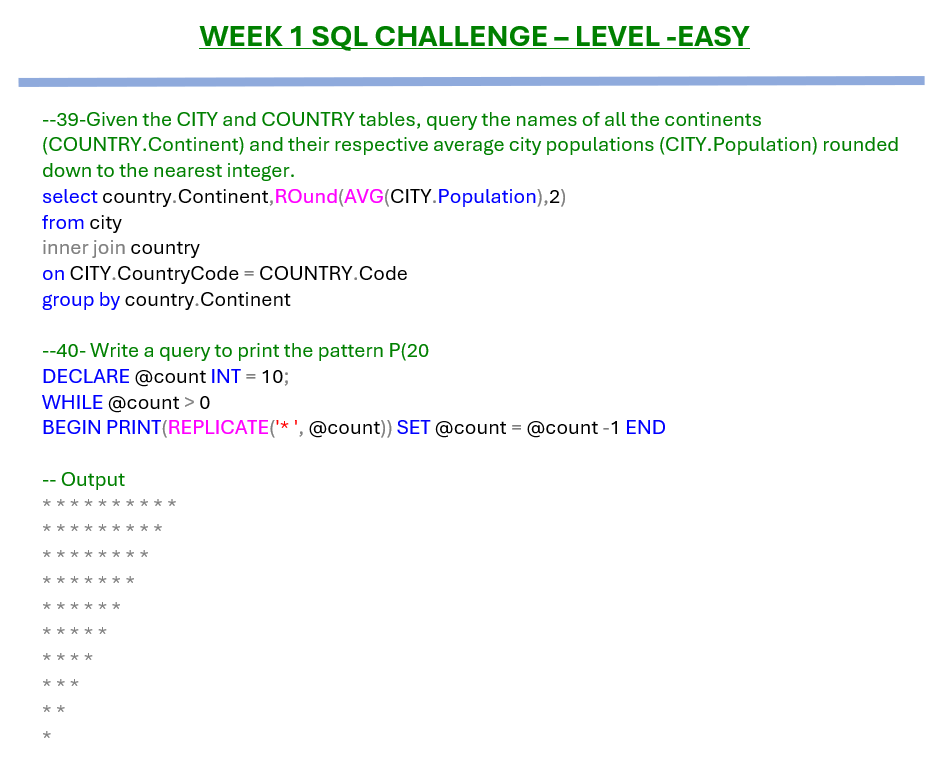 WEEK 1 SQL CHALLENGE – LEVEL -EASY
--39-Given the CITY and COUNTRY tables, query the names of all the continents
(COUNTRY.Continent) and their respective average city populations (CITY.Population) rounded
down to the nearest integer.
select country.Continent,ROund(AVG(CITY.Population),2)
from city
inner join country
on CITY.CountryCode = COUNTRY.Code
group by country.Continent
--40- Write a query to print the pattern P(20
DECLARE @count INT = 10;
WHILE @count > 0
BEGIN PRINT(REPLICATE('* ', @count)) SET @count = @count -1 END
-- Output
* * * * * * * * * *
* * * * * * * * *
* * * * * * * *
* * * * * * *
* * * * * *
* * * * *
* * * *
* * *
* *
*